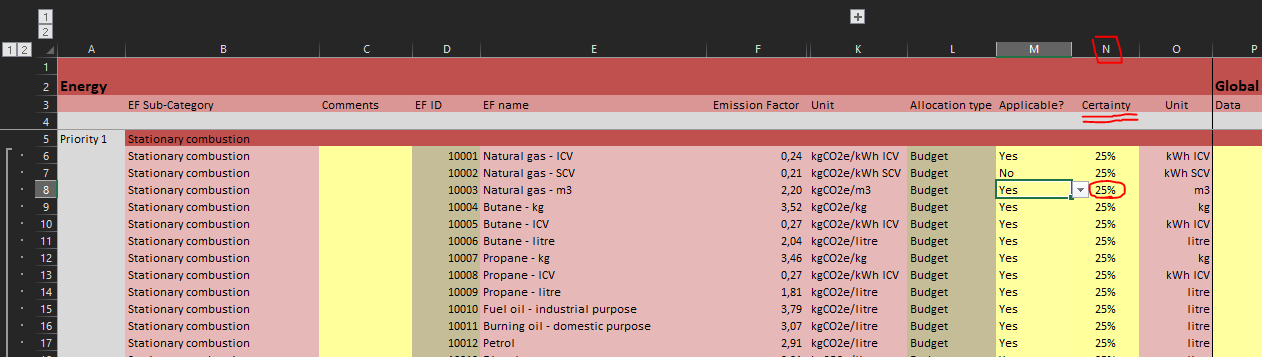 1
2
1 2 A B C D E F K L M N O P
1
2 Energy Global
3 EF Sub-Category Comments EF ID EF name Emission Factor Unit Allocation type Applicable? Certainty Unit Data
4
5 Priority 1 Stationary combustion
6 Stationary combustion 10001 Natural gas - ICV 0,24 kgCO2e/kWh ICV Budget Yes 25% kWh ICV
7 Stationary combustion 10002 Natural gas - SCV 0,21 kgCO2e/kWh SCV Budget No 25% kWh SCV
8 Stationary combustion 10003 Natural gas - m3 2,20 kgCO2e/m3 Budget Yes 25% m3
9 Stationary combustion 10004 Butane - kg 3,52 kgCO2e/kg Budget Yes 25% kg
10 Stationary combustion 10005 Butane - ICV 0,27 kgCO2e/kWh ICV Budget Yes 25% kWh ICV
11 Stationary combustion 10006 Butane - litre 2,04 kgCO2e/litre Budget Yes 25% litre
12 Stationary combustion 10007 Propane - kg 3,46 kgCO2e/kg Budget Yes 25% kg
13 Stationary combustion 10008 Propane - ICV 0,27 kgCO2e/kWh ICV Budget Yes 25% kWh ICV
14 Stationary combustion 10009 Propane - litre 1,81 kgCO2e/litre Budget Yes 25% litre
15 Stationary combustion 10010 Fuel oil - industrial purpose 3,79 kgCO2e/litre Budget Yes 25% litre
16 Stationary combustion 10011 Burning oil - domestic purpose 3,07 kgCO2e/litre Budget Yes 25% litre
17 Stationary combustion 10012 Petrol 2,91 kgCO2e/litre Budget Yes 25% litre